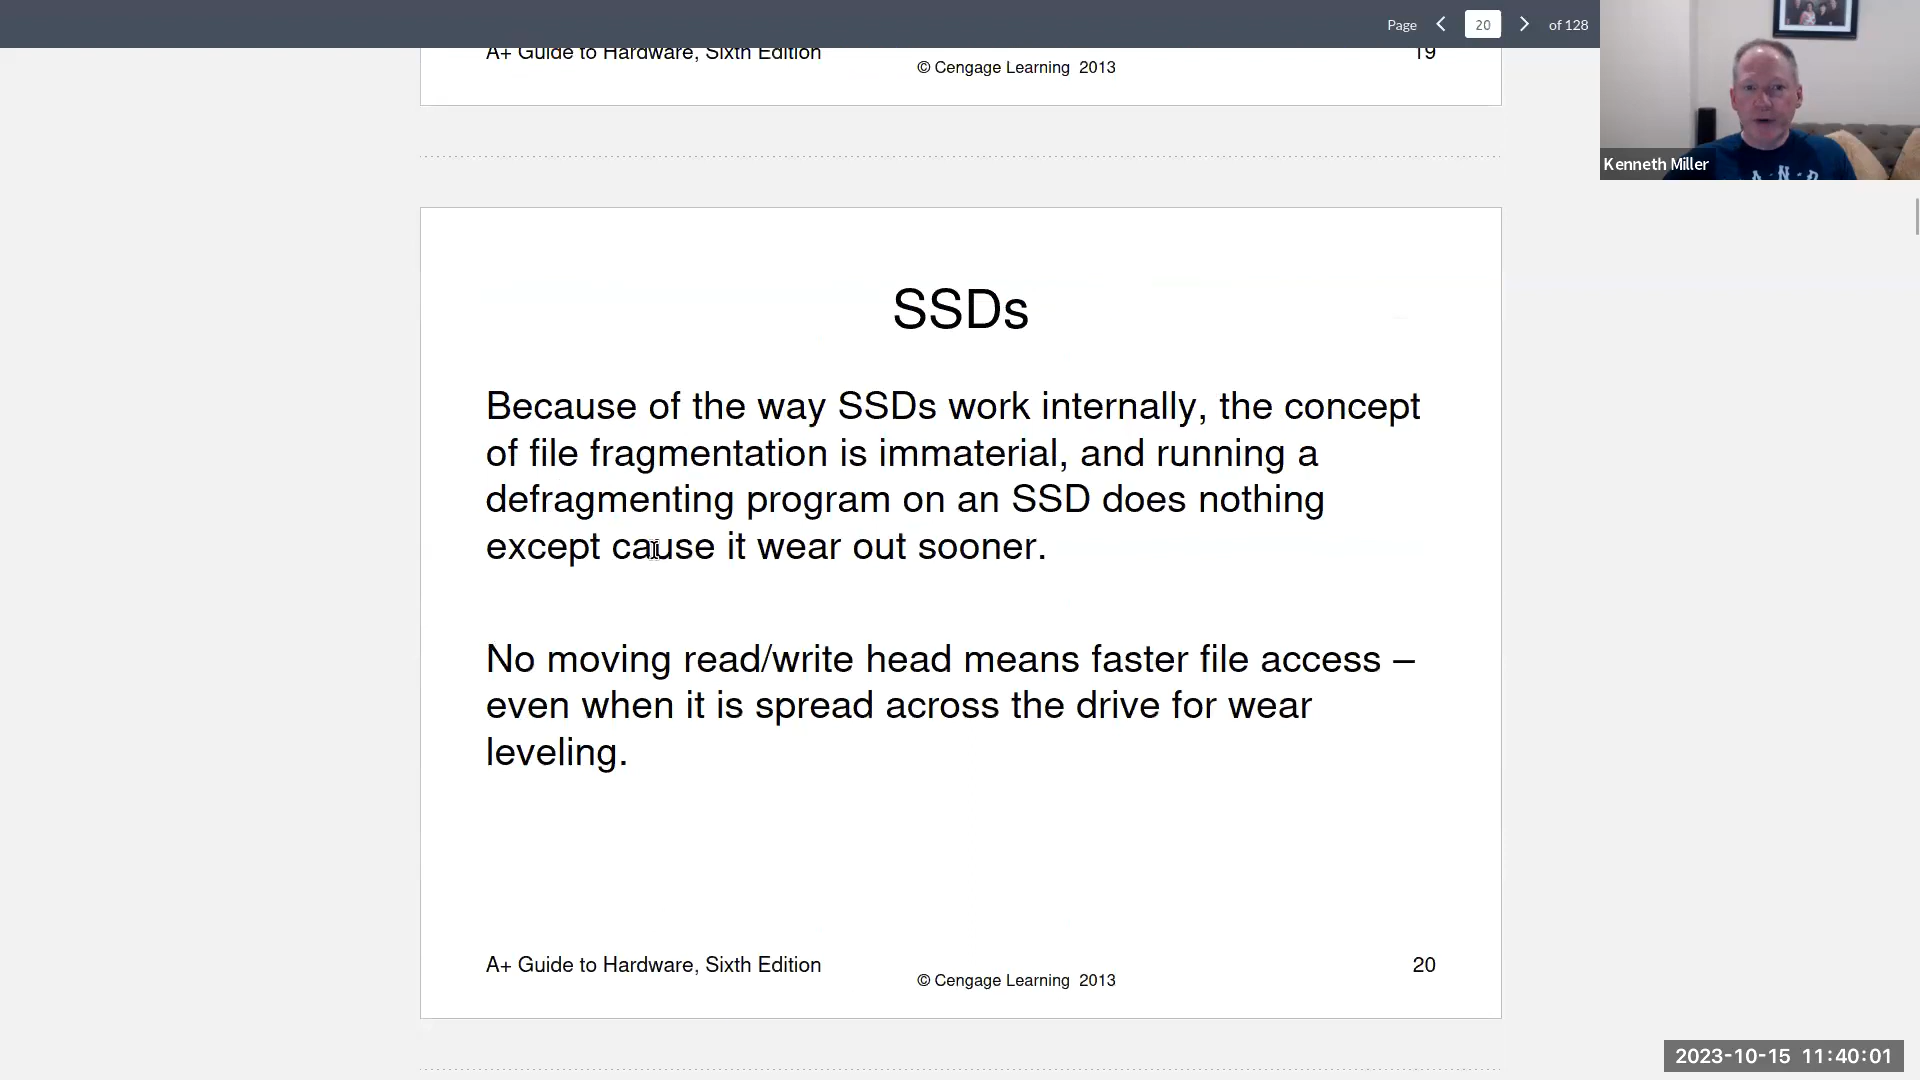 Page 20 of 128
A+ Guide to Hardware, Sixth Edition
© Cengage Learning 2013
19
Kenneth Miller
SSDs
Because of the way SSDs work internally, the concept
of file fragmentation is immaterial, and running a
defragmenting program on an SSD does nothing
except cause it wear out sooner.
No moving read/write head means faster file access –
even when it is spread across the drive for wear
leveling.
A+ Guide to Hardware, Sixth Edition
© Cengage Learning 2013
20
2023-10-15 11:40:01